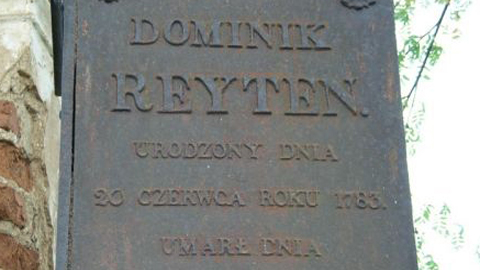 DOMINIK
REYTEN.
URODZONY DNIA
20 CZERWCA ROKU 1783.
UMARŁ DNIA